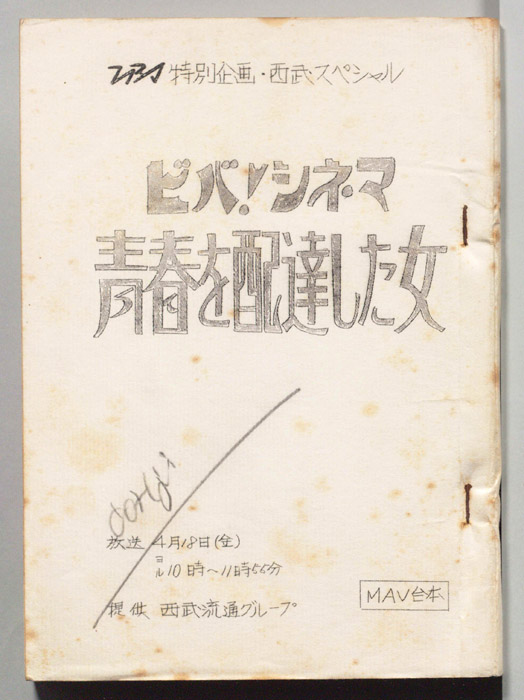 TBS 特別企画・西武スペシャル
ビバ!シネマ
青春を配達した女
放送 4月18日(金)
ヨル10時〜11時55分
提供 西武流通グループ
MAV台本